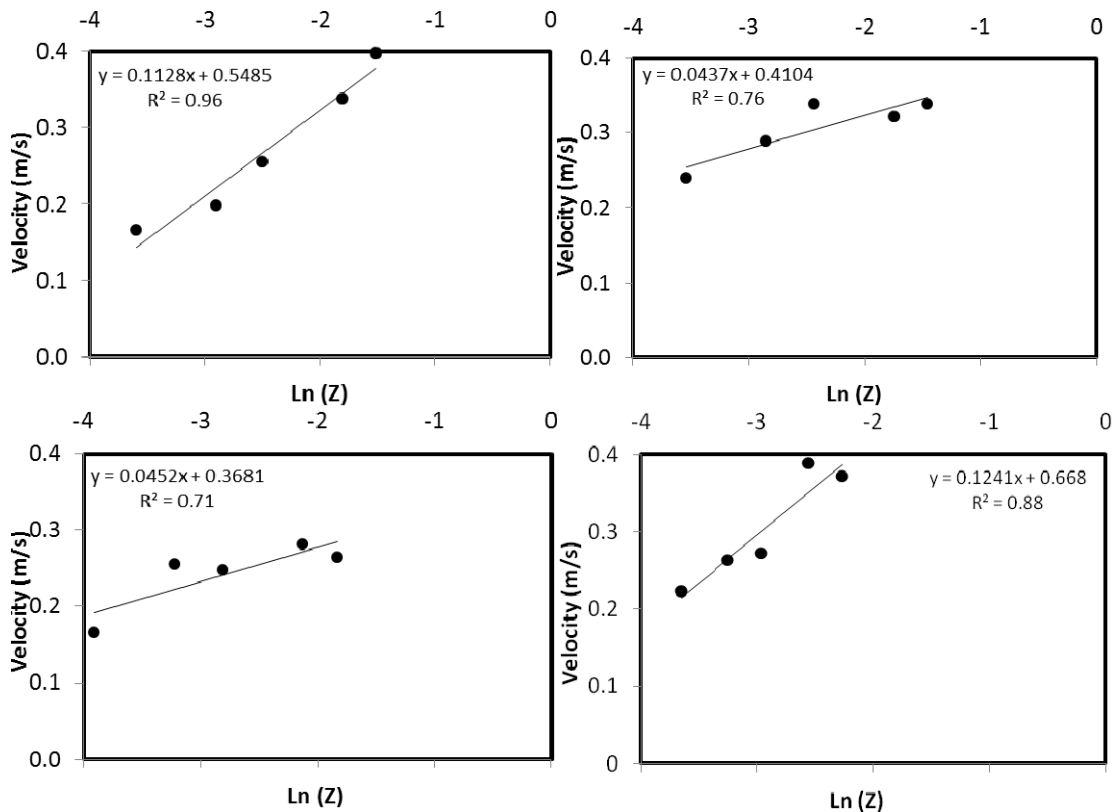 -4 -3 -2 -1 0
0.4
y = 0.1128x + 0.5485
R² = 0.96
0.3
Velocity (m/s)
0.2
0.1
0.0
Ln (Z)
-4 -3 -2 -1 0
0.4
y = 0.0437x + 0.4104
R² = 0.76
0.3
Velocity (m/s)
0.2
0.1
0.0
Ln (Z)
-4 -3 -2 -1 0
0.4
y = 0.0452x + 0.3681
R² = 0.71
0.3
Velocity (m/s)
0.2
0.1
0.0
Ln (Z)
-4 -3 -2 -1 0
0.4
y = 0.1241x + 0.668
R² = 0.88
0.3
Velocity (m/s)
0.2
0.1
0
Ln (Z)